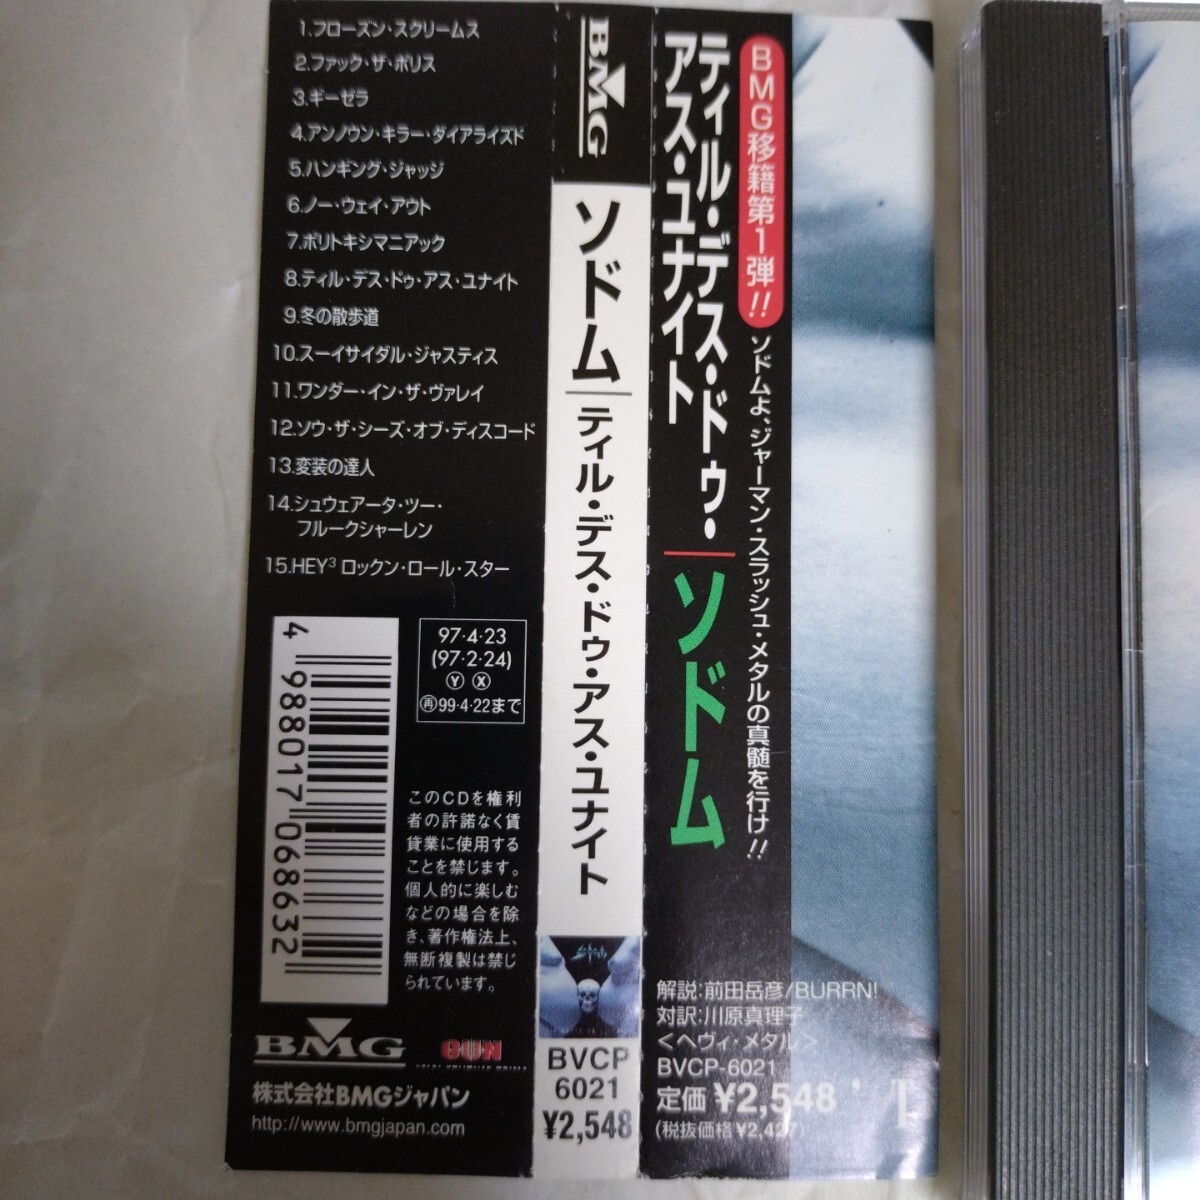 1.フローズン・スクリームス
2.ファック・ザ・ポリス
3.ギーゼラ
4.アンノウン・キラー・ダイアライズド
5.ハンギング・ジャッジ
6.ノー・ウェイ・アウト
7.ポリトキシマニアック
8.ティル・デス・ドゥ・アス・ユナイト
9.冬の散歩道
10.スーイサイダル・ジャスティス
11.ワンダー・イン・ザ・ヴァレイ
12.ソウ・ザ・シーズ・オブ・ディスコード
13.変装の達人
14.シュウェアータ・ツー・
フルークシャーレン
15.HEY³ ロックン・ロール・スター
4 988017 068632
97・4・23
(97・2・24)
Ⓨ Ⓧ
㊞99・4・22まで
このCDを権利
者の許諾なく賃
貸業に使用する
ことを禁じます。
個人的に楽しむ
などの場合を除
き、著作権法上、
無断複製は禁じ
られています。
BMG
GUN
株式会社BMGジャパン
http://www.bmgjapan.com
BMG
ソドム
ティル・デス・ドゥ・アス・ユナイト
BVCP
6021
¥2,548
BMG移籍第1弾!!
ソドムよ、ジャーマン・スラッシュ・メタルの真髄を行け!!
ティル・デス・ドゥ・
アス・ユナイト
ソドム
解説:前田岳彦/BURRN!
対訳:川原真理子
<ヘヴィ・メタル>
BVCP-6021
定価 ¥2,548
(税抜価格¥2,427)